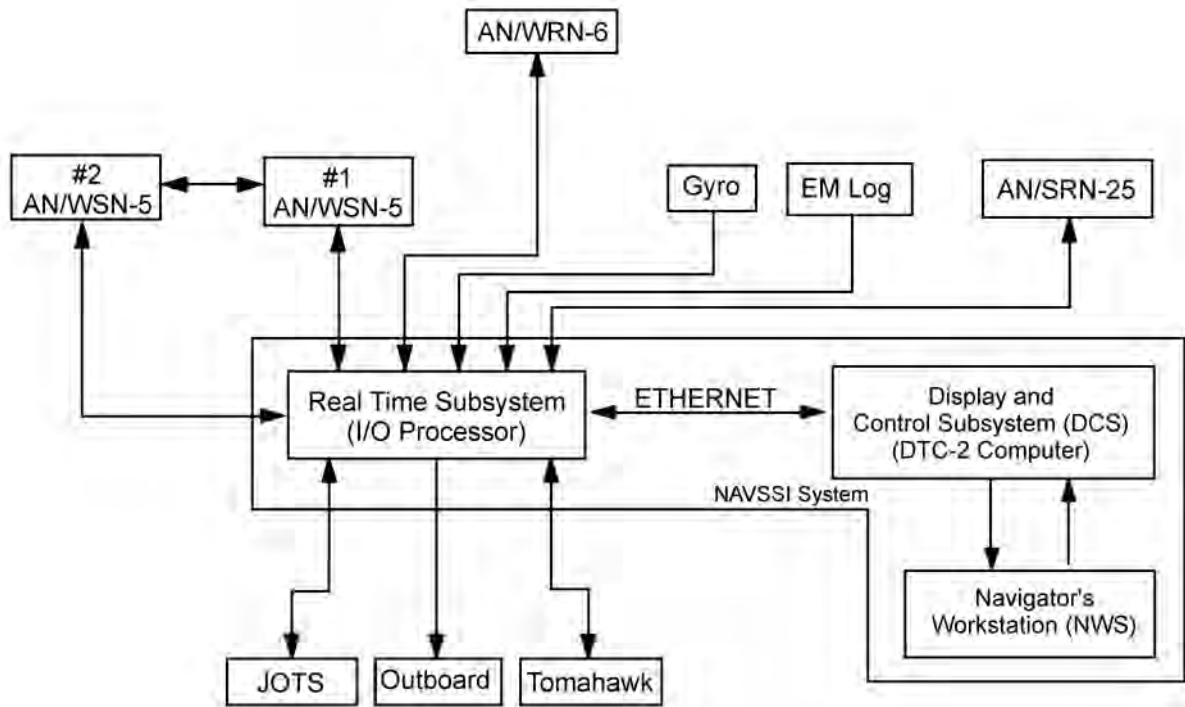 AN/WRN-6
#2
AN/WSN-5
#1
AN/WSN-5
Gyro
EM Log
AN/SRN-25
Real Time Subsystem
(I/O Processor)
ETHERNET
Display and
Control Subsystem (DCS)
(DTC-2 Computer)
NAVSSI System
Navigator's
Workstation (NWS)
JOTS
Outboard
Tomahawk